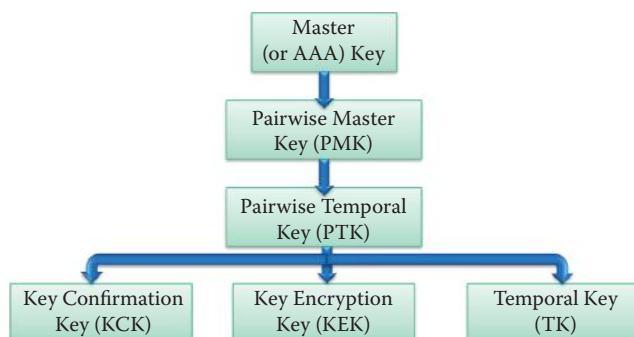 Master
(or AAA) Key
Pairwise Master
Key (PMK)
Pairwise Temporal
Key (PTK)
Key Confirmation
Key (KCK)
Key Encryption
Key (KEK)
Temporal Key
(TK)